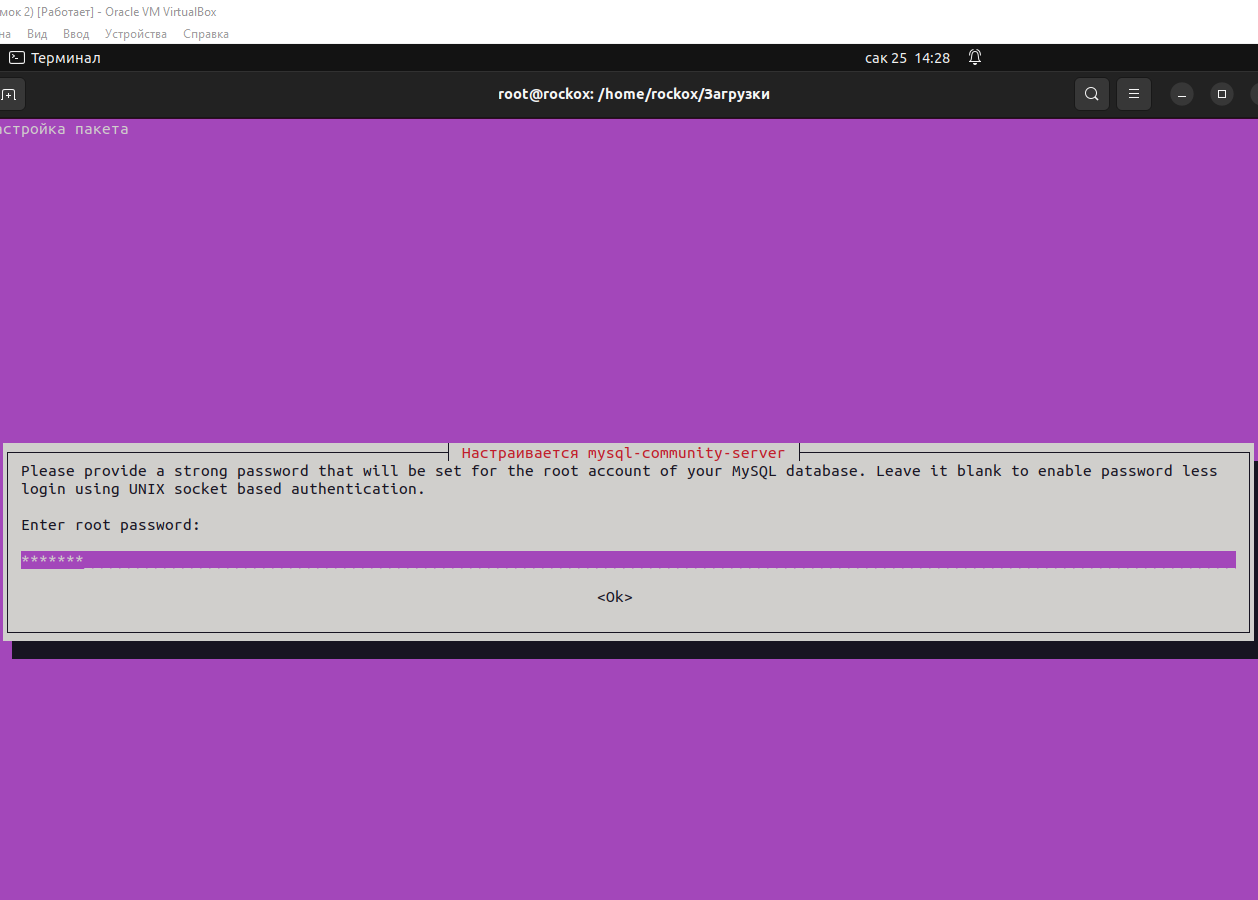 мок 2) [Работает] - Oracle VM VirtualBox
на Вид Ввод Устройства Справка
Терминал сак 25 14:28
root@rockox: /home/rockox/Загрузки
астройка пакета
Настраивается mysql-community-server
Please provide a strong password that will be set for the root account of your MySQL database. Leave it blank to enable password less
login using UNIX socket based authentication.
Enter root password:
*******
<Ok>